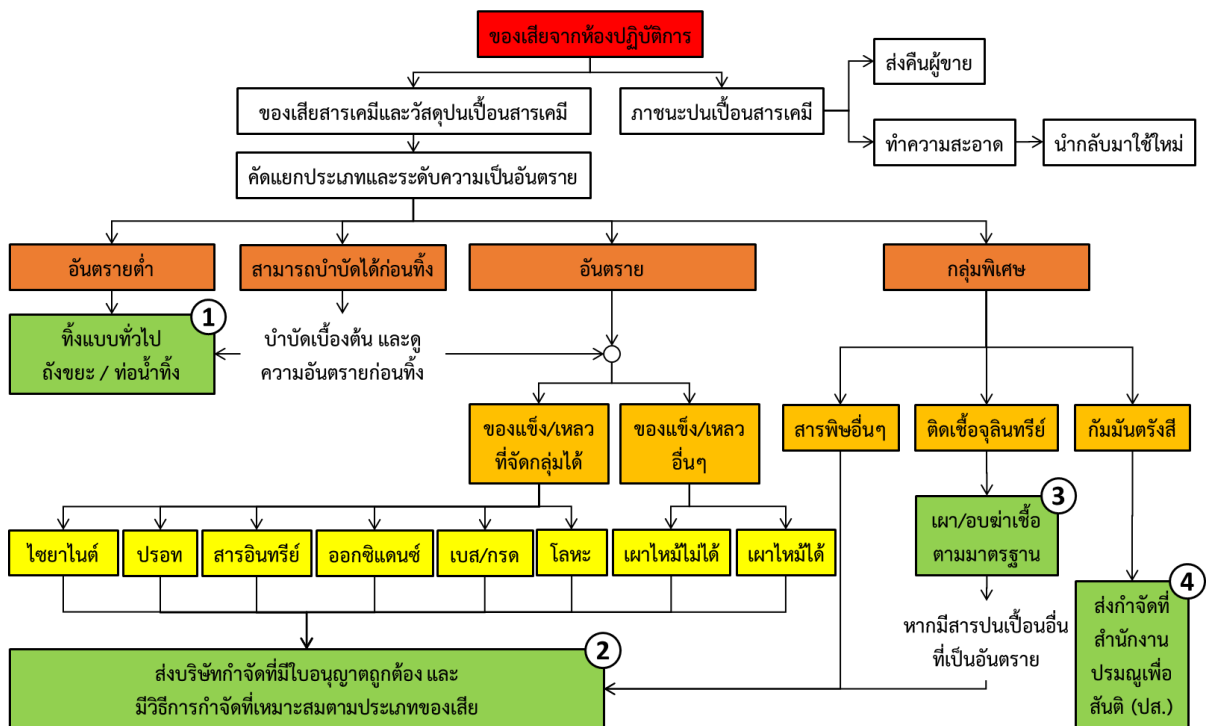 ของเสียจากห้องปฏิบัติการ
ส่งคืนผู้ขาย
ของเสียสารเคมีและวัสดุปนเปื้อนสารเคมี
ภาชนะปนเปื้อนสารเคมี
ทำความสะอาด
นำกลับมาใช้ใหม่
คัดแยกประเภทและระดับความเป็นอันตราย
อันตรายต่ำ
สามารถบำบัดได้ก่อนทิ้ง
อันตราย
กลุ่มพิเศษ
1
ทิ้งแบบทั่วไป
ถังขยะ / ท่อน้ำทิ้ง
บำบัดเบื้องต้น และดู
ความอันตรายก่อนทิ้ง
ของแข็ง/เหลว
ที่จัดกลุ่มได้
ของแข็ง/เหลว
อื่นๆ
สารพิษอื่นๆ
ติดเชื้อจุลินทรีย์
กัมมันตรังสี
ไซยาไนต์
ปรอท
สารอินทรีย์
ออกซิแดนซ์
เบส/กรด
โลหะ
เผาไหม้ไม่ได้
เผาไหม้ได้
3
เผา/อบฆ่าเชื้อ
ตามมาตรฐาน
หากมีสารปนเปื้อนอื่น
ที่เป็นอันตราย
4
ส่งกำจัดที่
สำนักงาน
ปรมณูเพื่อ
สันติ (ปส.)
2
ส่งบริษัทกำจัดที่มีใบอนุญาตถูกต้อง และ
มีวิธีการกำจัดที่เหมาะสมตามประเภทของเสีย